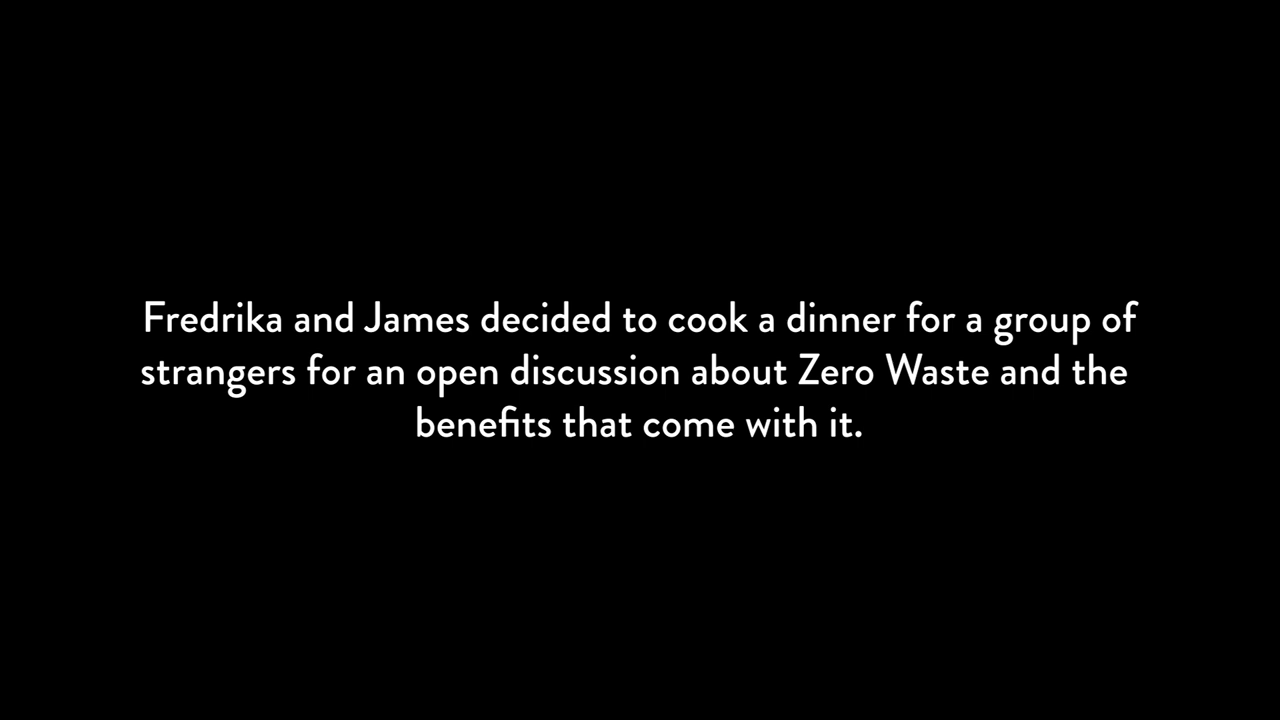 Fredrika and James decided to cook a dinner for a group of
strangers for an open discussion about Zero Waste and the
benefits that come with it.